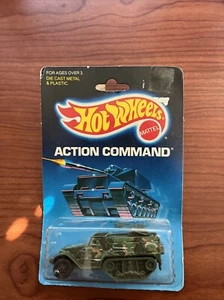 FOR AGES OVER 3
DIE CAST METAL
& PLASTIC.
Hot Wheels
MATTEL
ACTION COMMAND